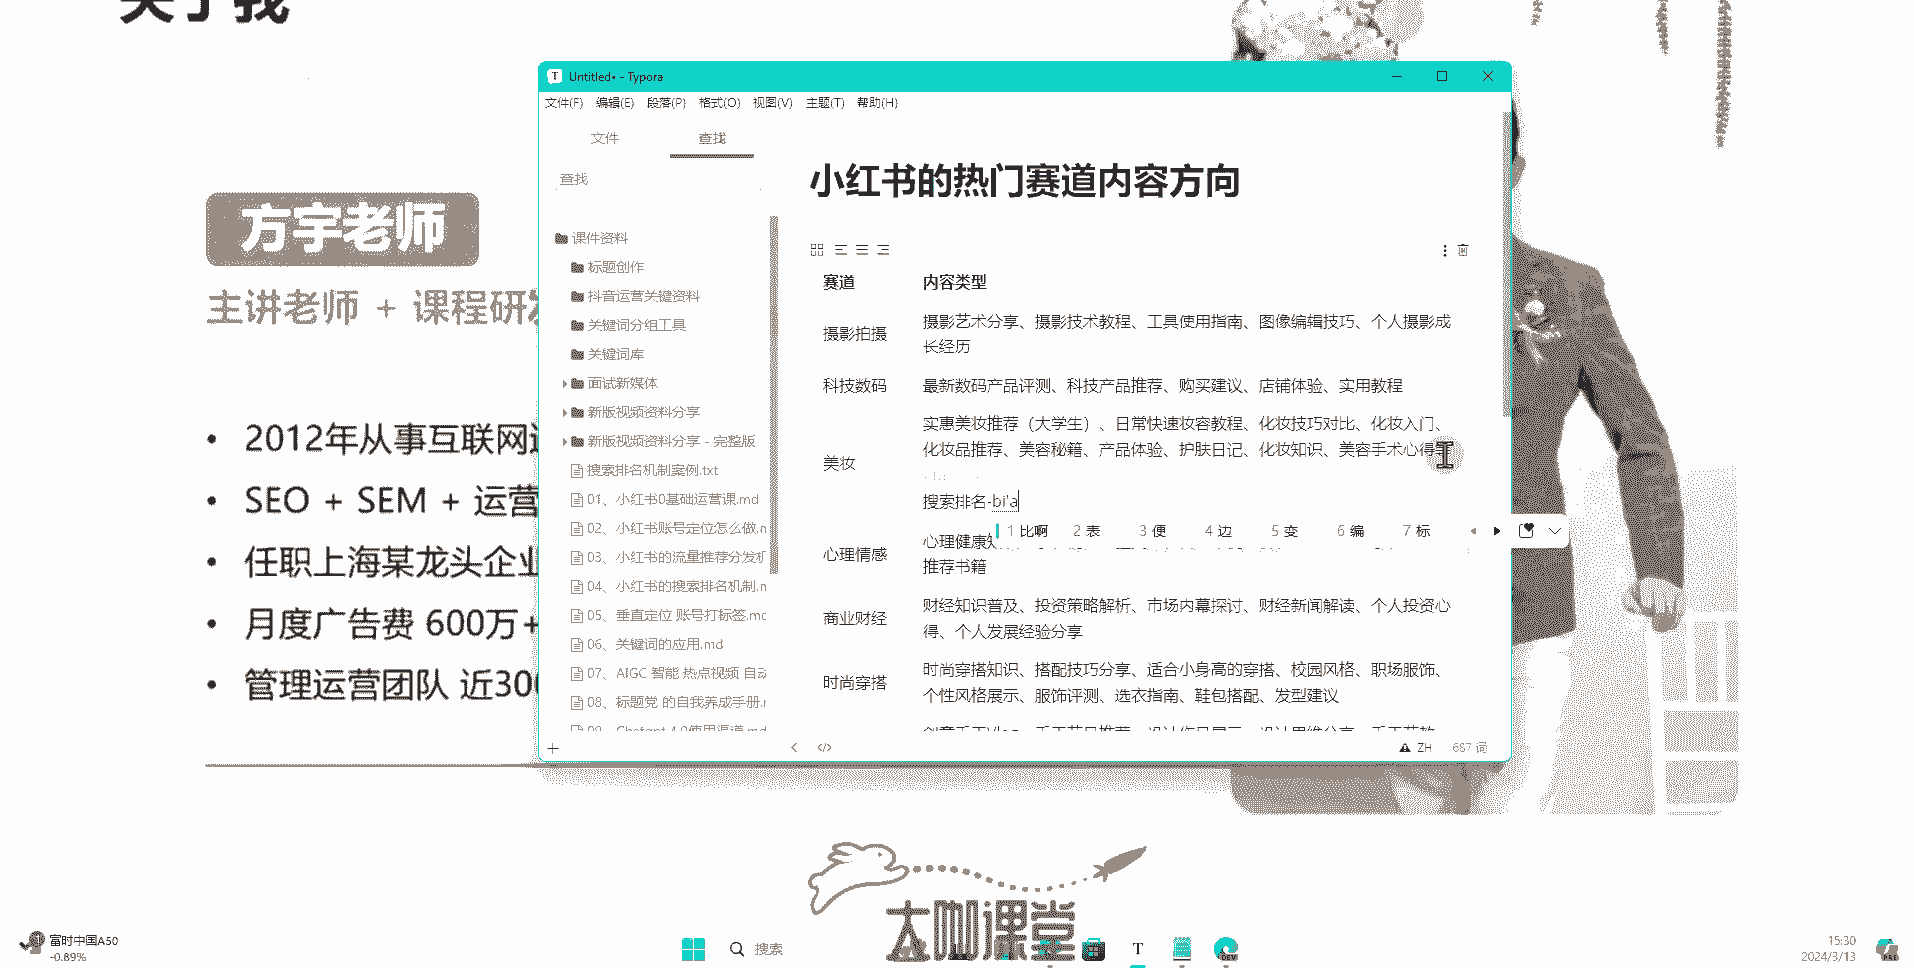 关于我
方宇老师
主讲老师 + 课程研发
2012年从事互联网运
SEO + SEM + 运营
任职上海某龙头企业
月度广告费 600万+
管理运营团队 近300
Untitled• - Typora
文件(F) 编辑(E) 段落(P) 格式(O) 视图(V) 主题(T) 帮助(H)
文件 查找
查找
课件资料
标题创作
抖音运营关键资料
关键词分组工具
关键词库
面试新媒体
新版视频资料分享
新版视频资料分享 - 完整版
搜索排名机制案例.txt
01、小红书0基础运营课.md
02、小红书账号定位怎么做.n
03、小红书的流量推荐分发机
04、小红书的搜索排名机制.n
05、垂直定位 账号打标签.mc
06、关键词的应用.md
07、AIGC 智能 热点视频 自动
08、标题党 的自我养成手册.r
09、Chatgpt 4.0使用渠道.md
小红书的热门赛道内容方向
赛道 内容类型
摄影拍摄 摄影艺术分享、摄影技术教程、工具使用指南、图像编辑技巧、个人摄影成
长经历
科技数码 最新数码产品评测、科技产品推荐、购买建议、店铺体验、实用教程
美妆 实惠美妆推荐（大学生）、日常快速妆容教程、化妆技巧对比、化妆入门、
化妆品推荐、美容秘籍、产品体验、护肤日记、化妆知识、美容手术心得等
搜索排名-bi'a
1 比啊 2 表 3 便 4 边 5 变 6 编 7 标
心理情感 心理健康
推荐书籍
商业财经 财经知识普及、投资策略解析、市场内幕探讨、财经新闻解读、个人投资心
得、个人发展经验分享
时尚穿搭 时尚穿搭知识、搭配技巧分享、适合小身高的穿搭、校园风格、职场服饰、
个性风格展示、服饰评测、选衣指南、鞋包搭配、发型建议
ZH 687 词
大咖课堂
富时中国A50
-0.89%
搜索
T
DEV
15:30
2024/3/13
PRE